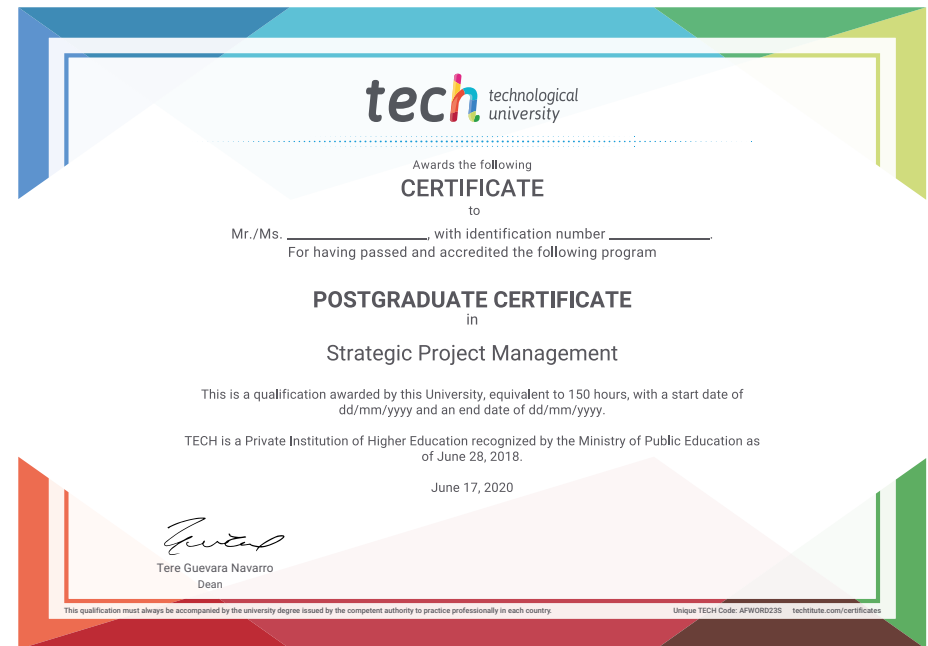 tech technological
university
Awards the following
CERTIFICATE
to
Mr./Ms. ____________________, with identification number ______________.
For having passed and accredited the following program
POSTGRADUATE CERTIFICATE
in
Strategic Project Management
This is a qualification awarded by this University, equivalent to 150 hours, with a start date of
dd/mm/yyyy and an end date of dd/mm/yyyy.
TECH is a Private Institution of Higher Education recognized by the Ministry of Public Education as
of June 28, 2018.
June 17, 2020
Tere Guevara Navarro
Dean
This qualification must always be accompanied by the university degree issued by the competent authority to practice professionally in each country. Unique TECH Code: AFWORD23S techtitute.com/certificates